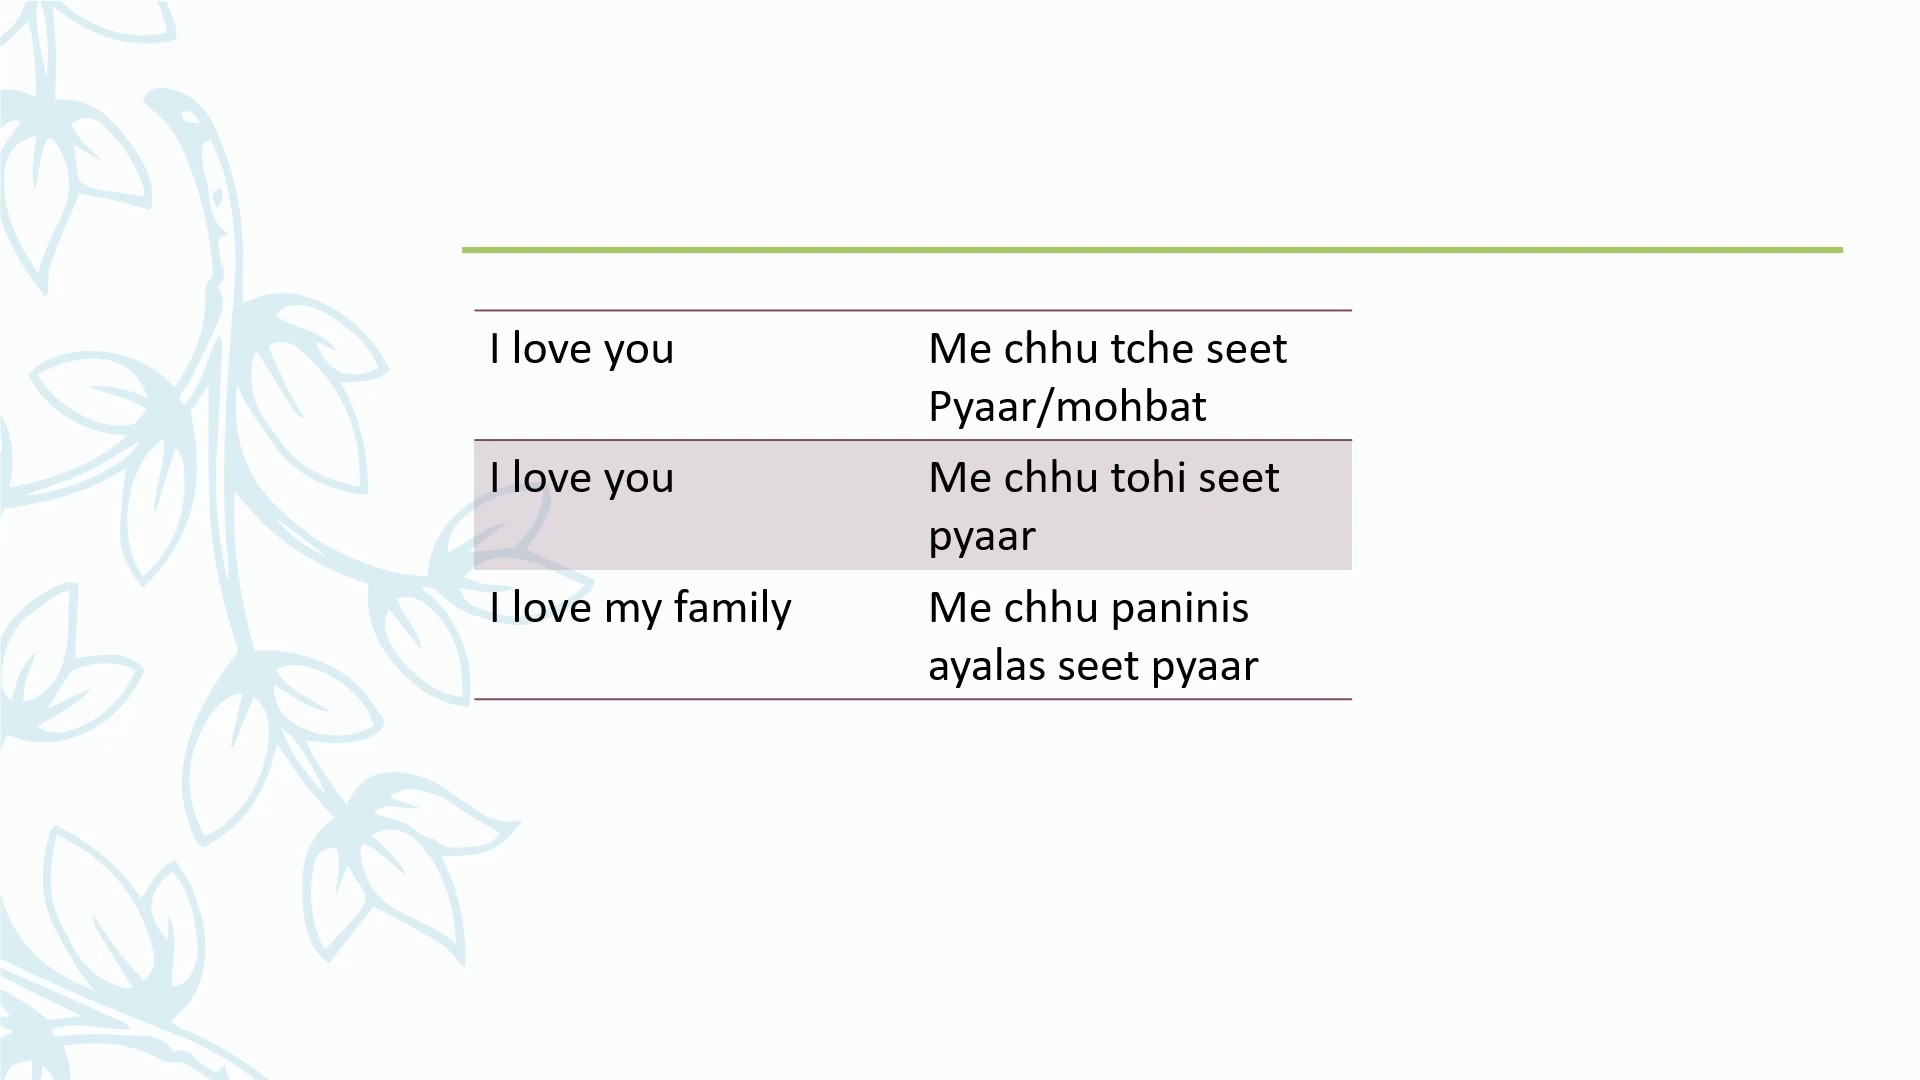 I love you
Me chhu tche seet
Pyaar/mohbat
I love you
Me chhu tohi seet
pyaar
I love my family
Me chhu paninis
ayalas seet pyaar